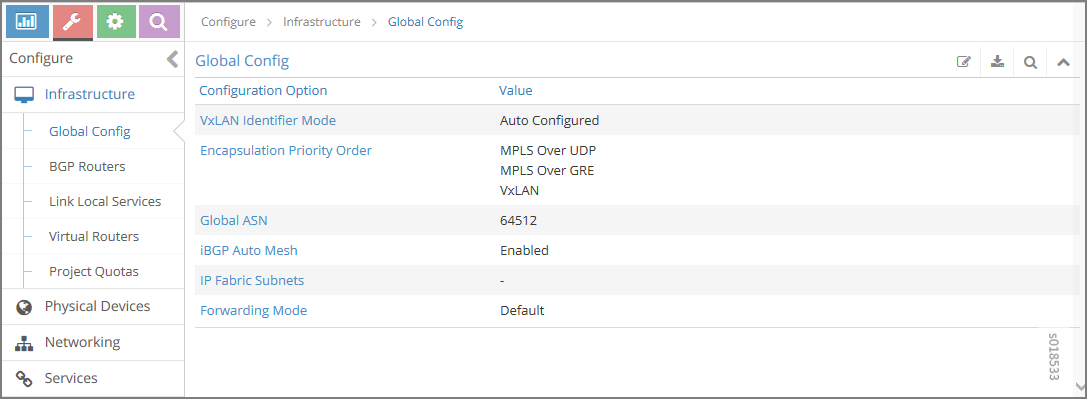 Configure > Infrastructure > Global Config
Configure
Infrastructure
Global Config
BGP Routers
Link Local Services
Virtual Routers
Project Quotas
Physical Devices
Networking
Services
Global Config
Configuration Option Value
VxLAN Identifier Mode Auto Configured
Encapsulation Priority Order MPLS Over UDP
MPLS Over GRE
VxLAN
Global ASN 64512
iBGP Auto Mesh Enabled
IP Fabric Subnets -
Forwarding Mode Default
s018533